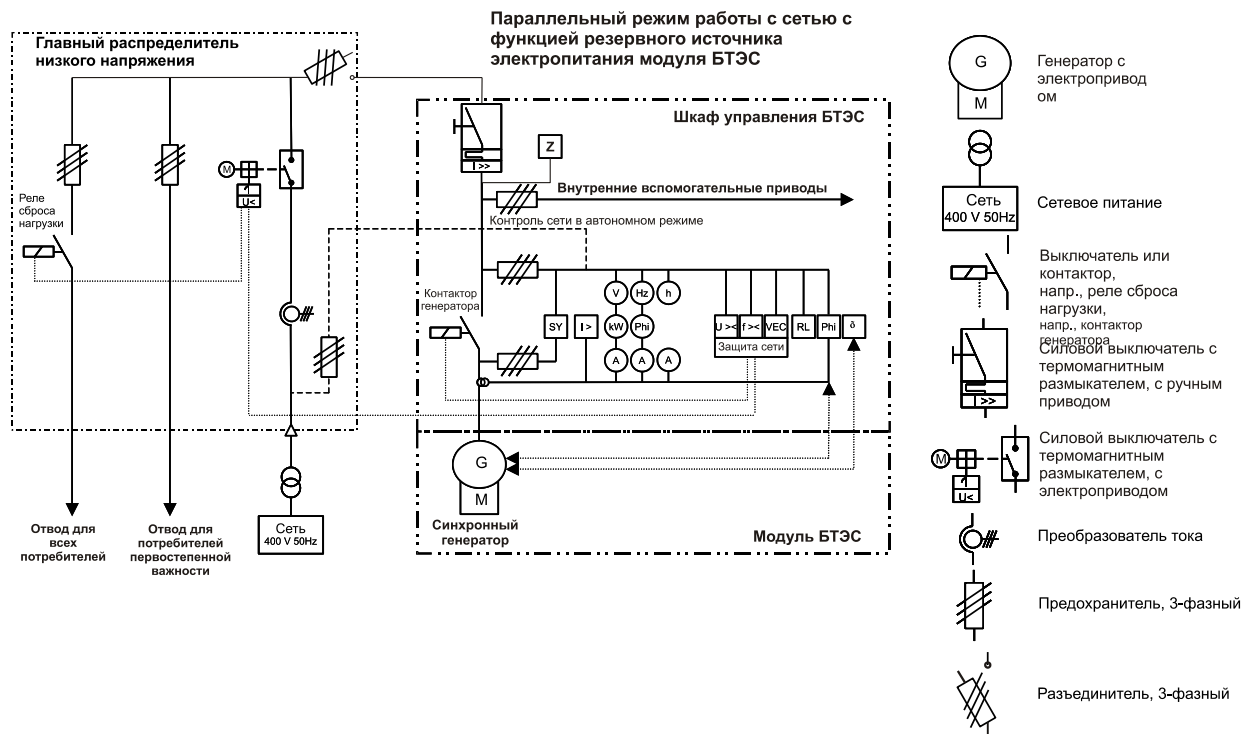 Параллельный режим работы с сетью с
функцией резервного источника
электропитания модуля БТЭС
Главный распределитель
низкого напряжения
Шкаф управления БТЭС
I >>
Z
Внутренние вспомогательные приводы
Контроль сети в автономном режиме
M
U<
Реле
сброса
нагрузки
Контактор
генератора
V
Hz
h
SY
I >
kW
Phi
U ><
f ><
VEC
RL
Phi
δ
Защита сети
A
A
A
G
M
Синхронный
генератор
Модуль БТЭС
Отвод для
всех
потребителей
Отвод для
потребителей
первостепенной
важности
Сеть
400 V 50Hz
G
M
Генератор с
электропривод
ом
Сеть
400 V 50Hz
Сетевое питание
Выключатель или
контактор,
напр., реле сброса
нагрузки,
напр., контактор
генератора
I >>
Силовой выключатель с
термомагнитным
размыкателем, с ручным
приводом
M
U<
Силовой выключатель с
термомагнитным
размыкателем, с
электроприводом
Преобразователь тока
Предохранитель, 3-фазный
Разъединитель, 3-фазный